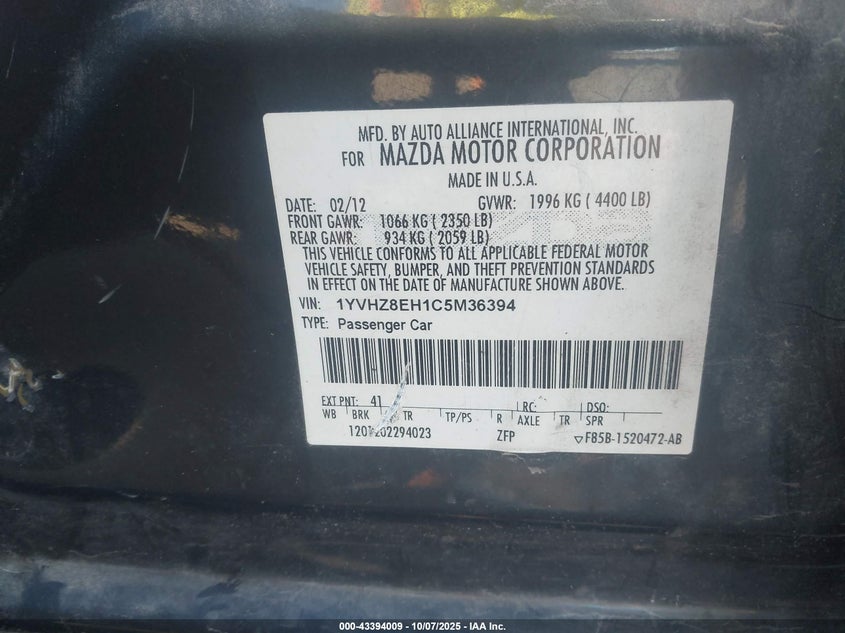 MFD. BY AUTO ALLIANCE INTERNATIONAL, INC.
FOR MAZDA MOTOR CORPORATION
MADE IN U.S.A.
DATE: 02/12 GVWR: 1996 KG ( 4400 LB)
FRONT GAWR: 1066 KG ( 2350 LB)
REAR GAWR: 934 KG ( 2059 LB)
THIS VEHICLE CONFORMS TO ALL APPLICABLE FEDERAL MOTOR
VEHICLE SAFETY, BUMPER, AND THEFT PREVENTION STANDARDS
IN EFFECT ON THE DATE OF MANUFACTURE SHOWN ABOVE.
VIN: 1YVHZ8EH1C5M36394
TYPE: Passenger Car
EXT PNT: 41 RC: DSO:
WB BRK TR TP/PS R AXLE TR SPR
ZFP ▽FB5B-1520472-AB
000-43394009 - 10/07/2025 - IAA Inc.